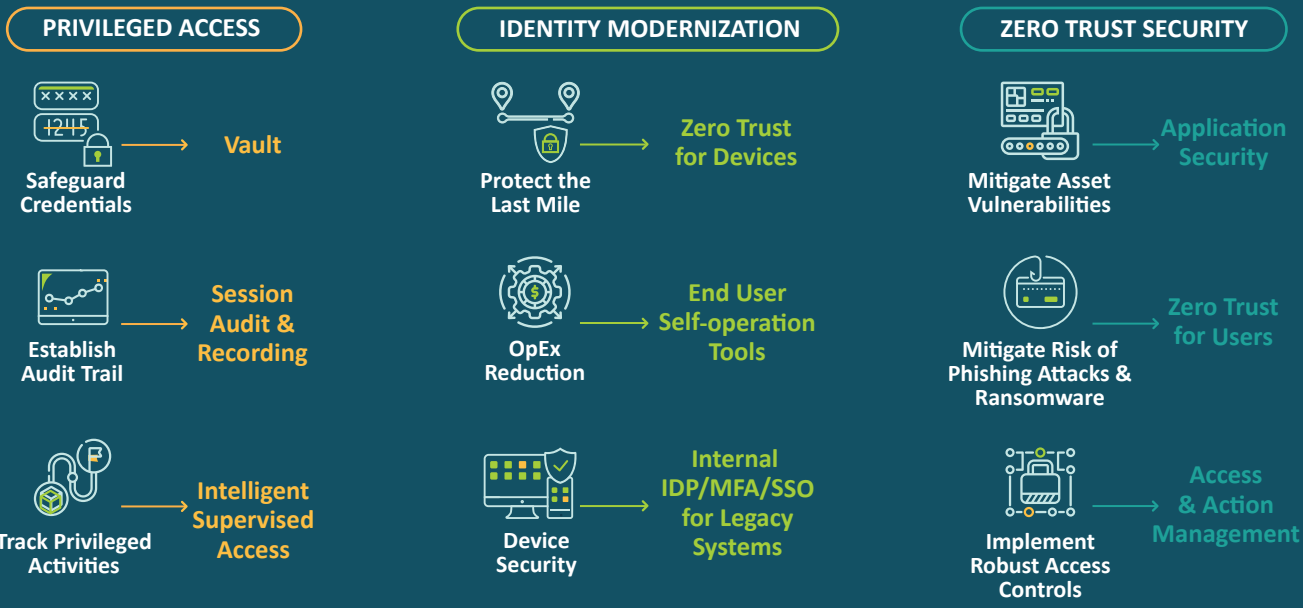 PRIVILEGED ACCESS
××××
1245
Safeguard
Credentials
Vault
Establish
Audit Trail
Session
Audit &
Recording
Track Privileged
Activities
Intelligent
Supervised
Access
IDENTITY MODERNIZATION
Protect the
Last Mile
Zero Trust
for Devices
$
OpEx
Reduction
End User
Self-operation
Tools
Device
Security
Internal
IDP/MFA/SSO
for Legacy
Systems
ZERO TRUST SECURITY
Mitigate Asset
Vulnerabilities
Application
Security
Mitigate Risk of
Phishing Attacks &
Ransomware
Zero Trust
for Users
Implement
Robust Access
Controls
Access
& Action
Management